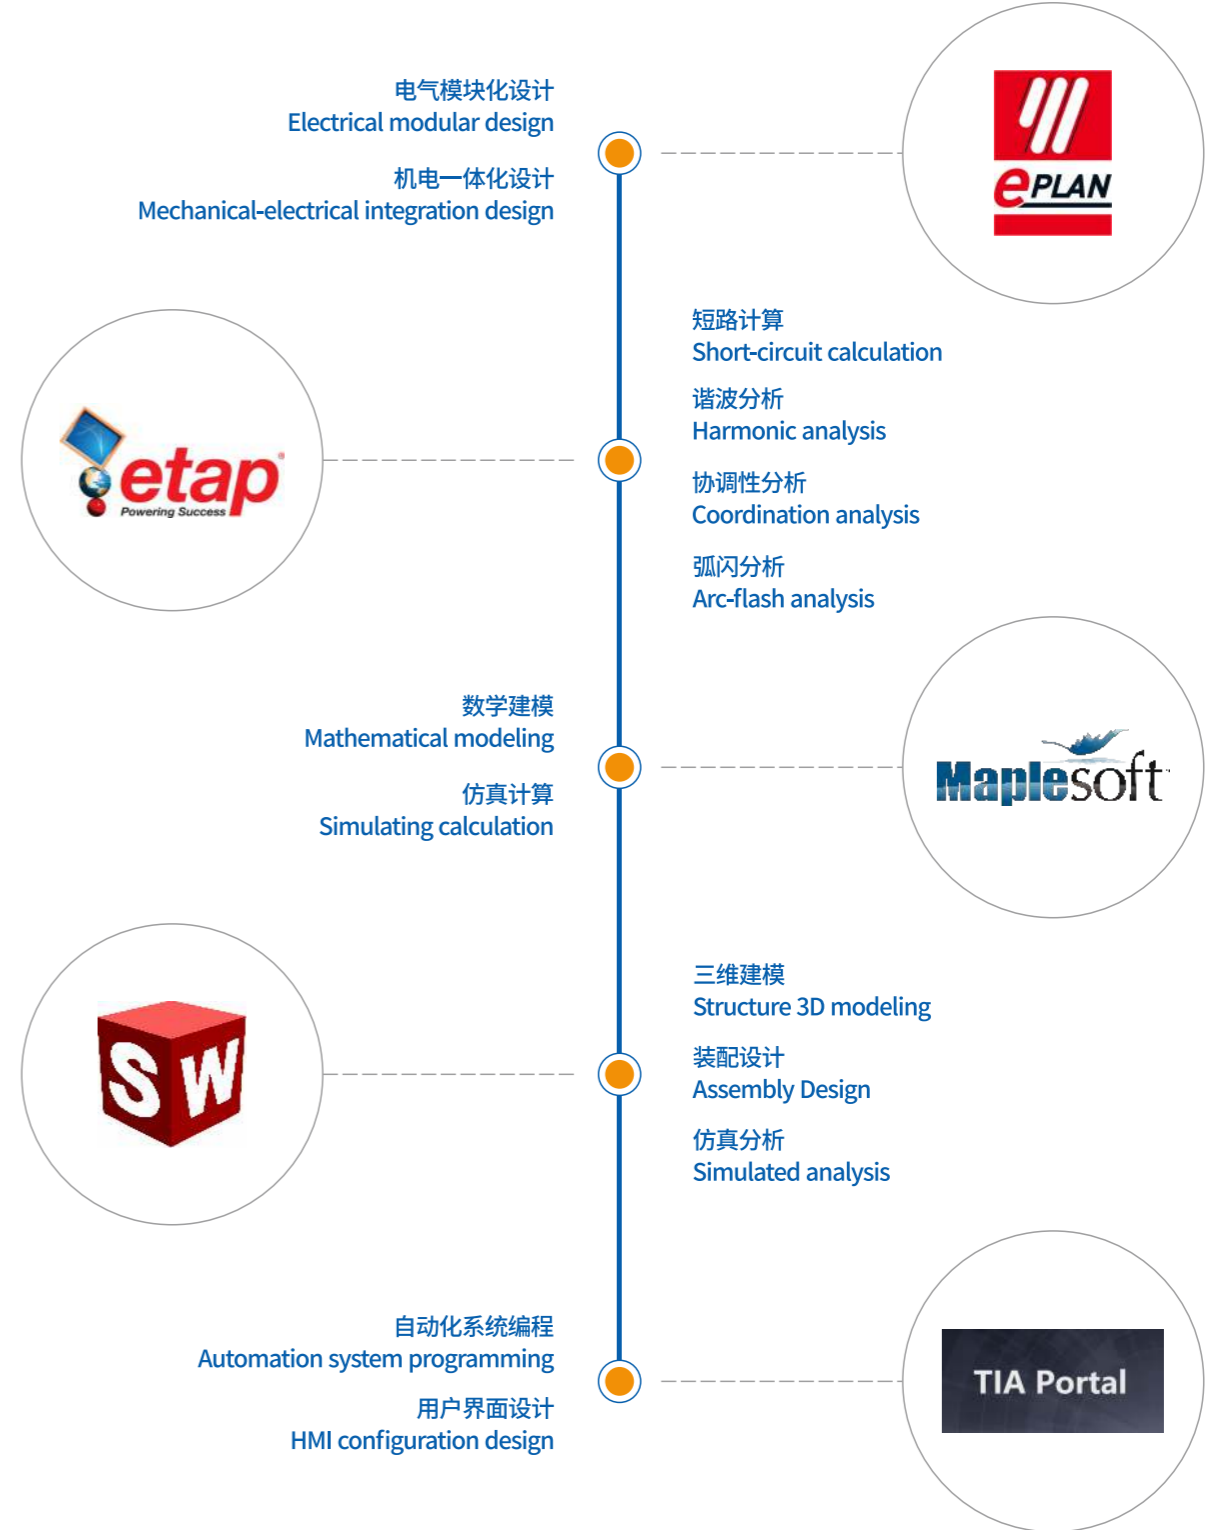 电气模块化设计
Electrical modular design
机电一体化设计
Mechanical-electrical integration design
ePLAN
短路计算
Short-circuit calculation
谐波分析
Harmonic analysis
协调性分析
Coordination analysis
弧闪分析
Arc-flash analysis
etap®
Powering Success
数学建模
Mathematical modeling
仿真计算
Simulating calculation
Maplesoft
三维建模
Structure 3D modeling
装配设计
Assembly Design
仿真分析
Simulated analysis
SW
自动化系统编程
Automation system programming
用户界面设计
HMI configuration design
TIA Portal